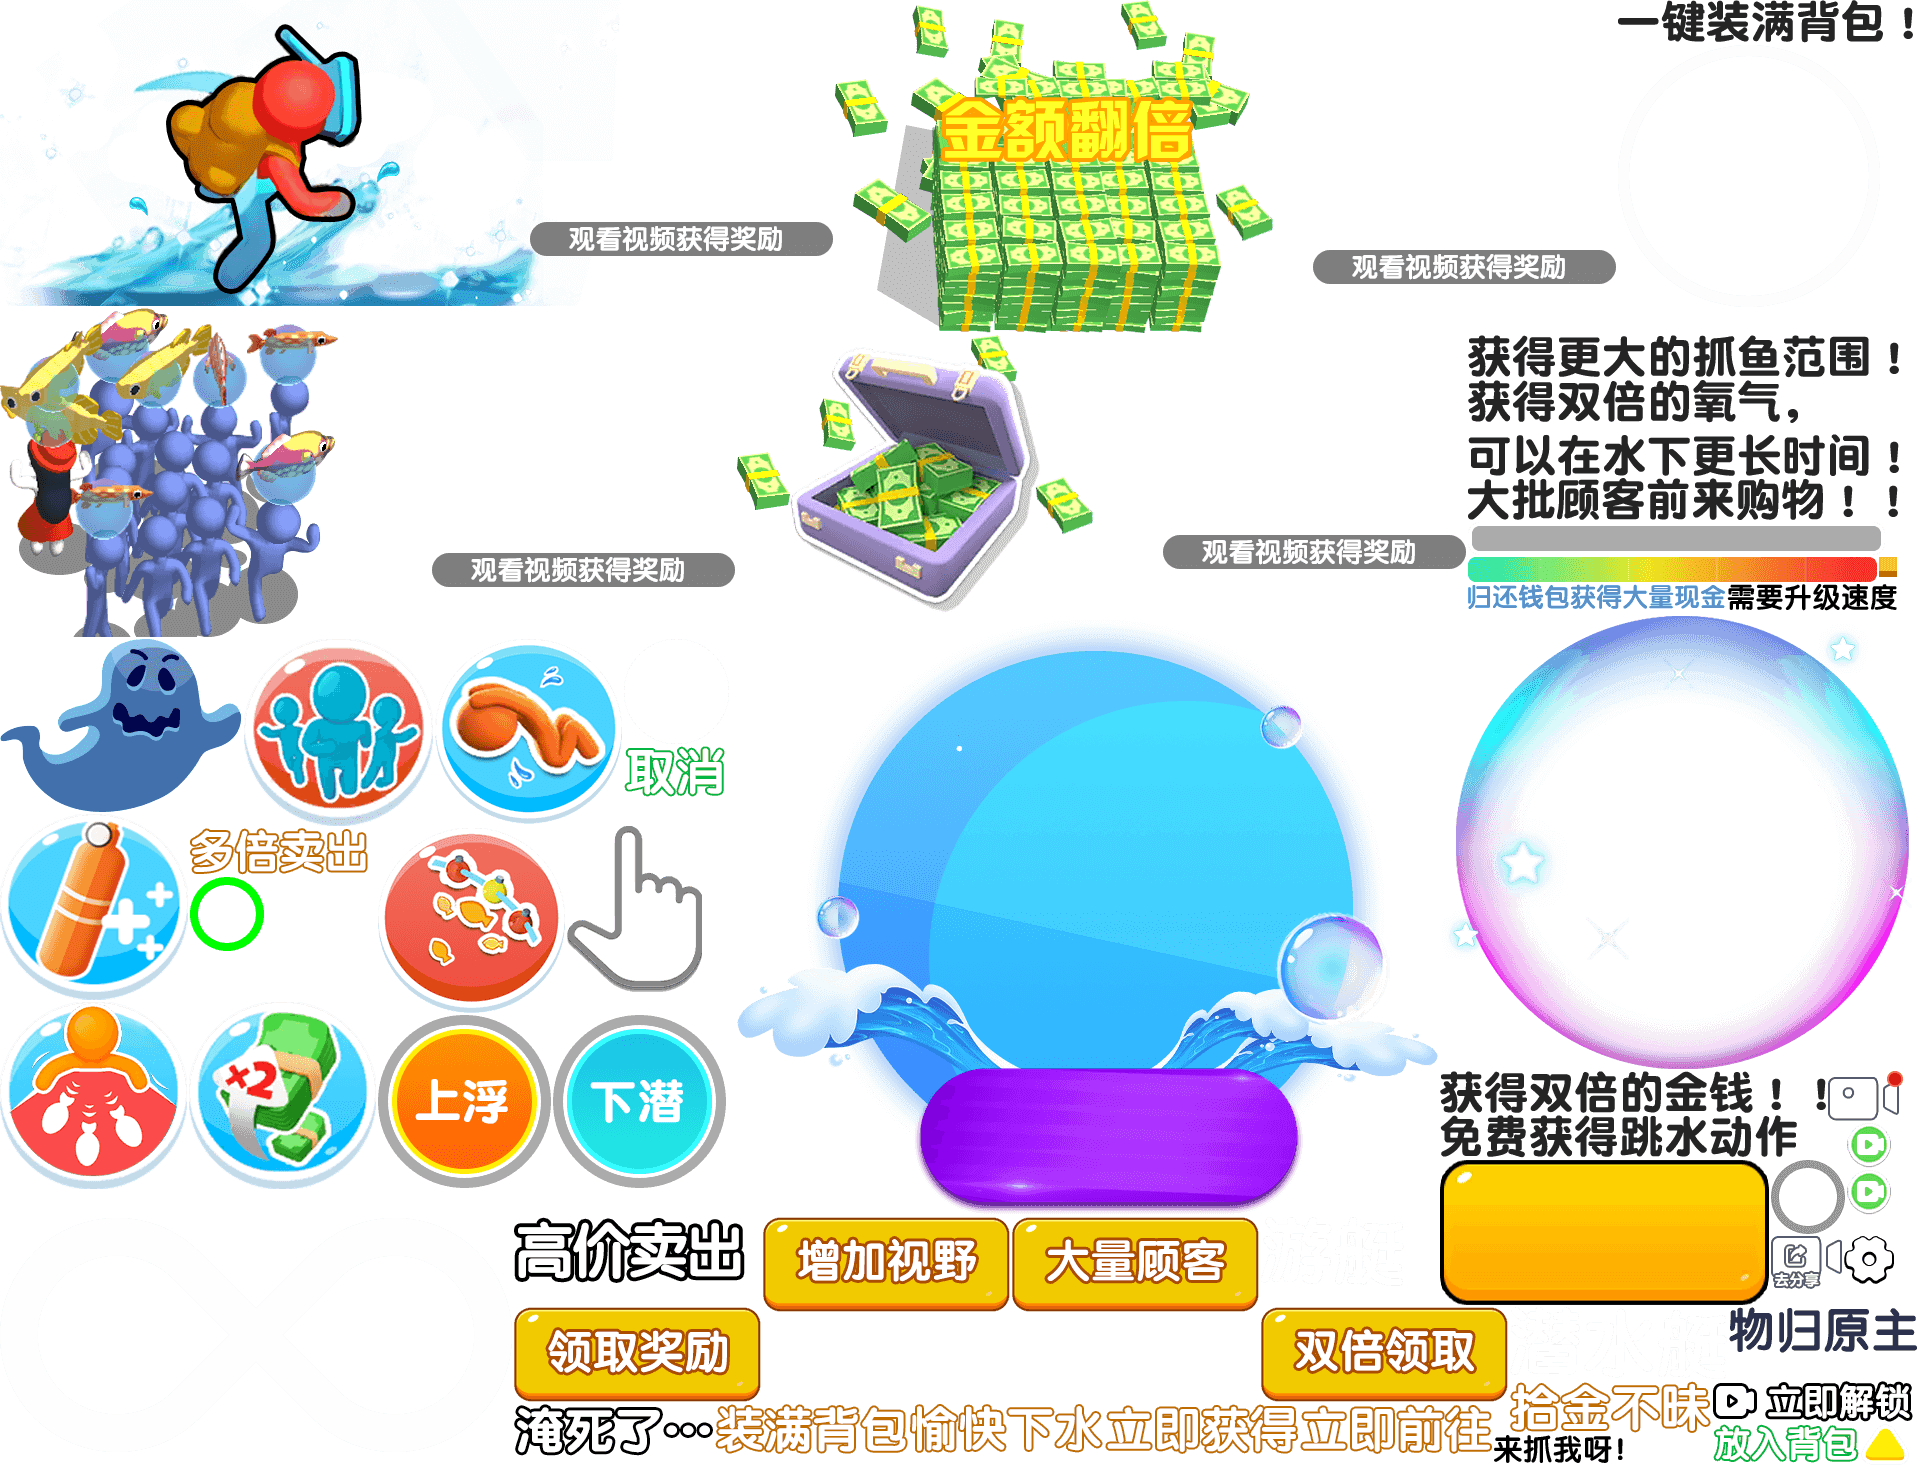 一键装满背包！
金额翻倍
观看视频获得奖励
观看视频获得奖励
获得更大的抓鱼范围！
获得双倍的氧气，
可以在水下更长时间！
大批顾客前来购物！！
观看视频获得奖励
观看视频获得奖励
归还钱包获得大量现金
需要升级速度
取消
多倍卖出
×2
上浮
下潜
获得双倍的金钱！！
免费获得跳水动作
高价卖出
增加视野
大量顾客
去分享
领取奖励
双倍领取
物归原主
淹死了…
装满背包愉快下水立即获得立即前往
拾金不昧
立即解锁
来抓我呀！
放入背包